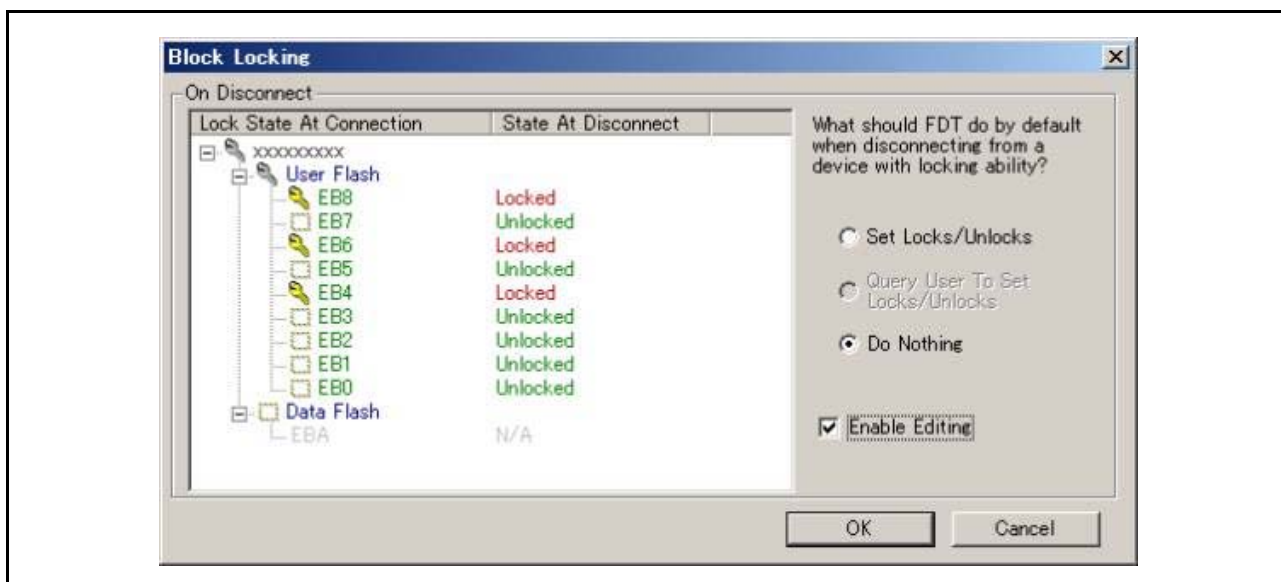 Block Locking
On Disconnect
Lock State At Connection State At Disconnect
xxxxxxxxx
User Flash
EB8 Locked
EB7 Unlocked
EB6 Locked
EB5 Unlocked
EB4 Locked
EB3 Unlocked
EB2 Unlocked
EB1 Unlocked
EB0 Unlocked
Data Flash
EBA N/A
What should FDT do by default
when disconnecting from a
device with locking ability?
Set Locks/Unlocks
Query User To Set
Locks/Unlocks
Do Nothing
Enable Editing
OK Cancel